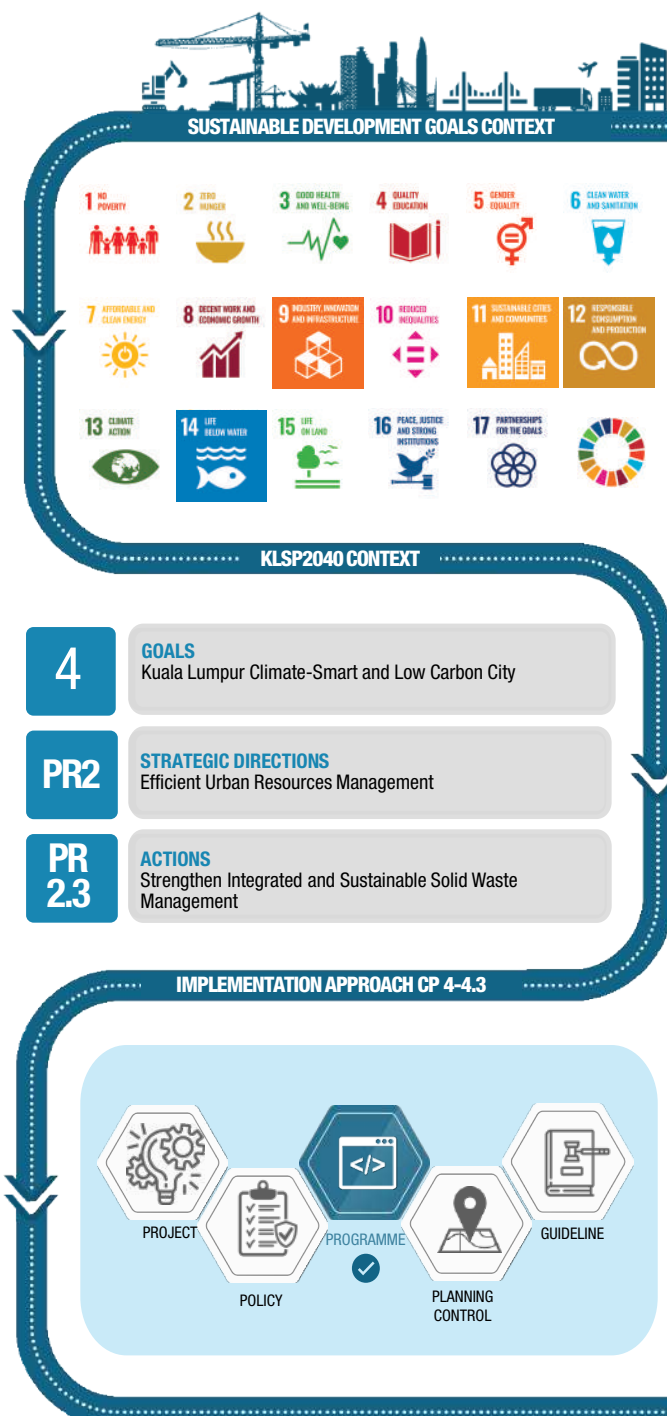 SUSTAINABLE DEVELOPMENT GOALS CONTEXT
1 NO POVERTY
2 ZERO HUNGER
3 GOOD HEALTH AND WELL-BEING
4 QUALITY EDUCATION
5 GENDER EQUALITY
6 CLEAN WATER AND SANITATION
7 AFFORDABLE AND CLEAN ENERGY
8 DECENT WORK AND ECONOMIC GROWTH
9 INDUSTRY, INNOVATION AND INFRASTRUCTURE
10 REDUCED INEQUALITIES
11 SUSTAINABLE CITIES AND COMMUNITIES
12 RESPONSIBLE CONSUMPTION AND PRODUCTION
13 CLIMATE ACTION
14 LIFE BELOW WATER
15 LIFE ON LAND
16 PEACE, JUSTICE AND STRONG INSTITUTIONS
17 PARTNERSHIPS FOR THE GOALS
KLSP2040 CONTEXT
4
GOALS
Kuala Lumpur Climate-Smart and Low Carbon City
PR2
STRATEGIC DIRECTIONS
Efficient Urban Resources Management
PR
2.3
ACTIONS
Strengthen Integrated and Sustainable Solid Waste
Management
IMPLEMENTATION APPROACH CP 4-4.3
</>
PROJECT
PROGRAMME
GUIDELINE
POLICY
PLANNING
CONTROL